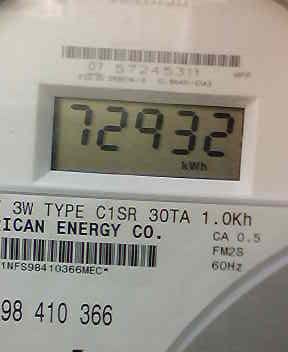 07 57245311
72932
kWh
3W TYPE C1SR 30TA 1.0Kh
RICAN ENERGY CO.
CA 0.5
FM2S
1NFS98410366MEC*
60Hz
98 410 366